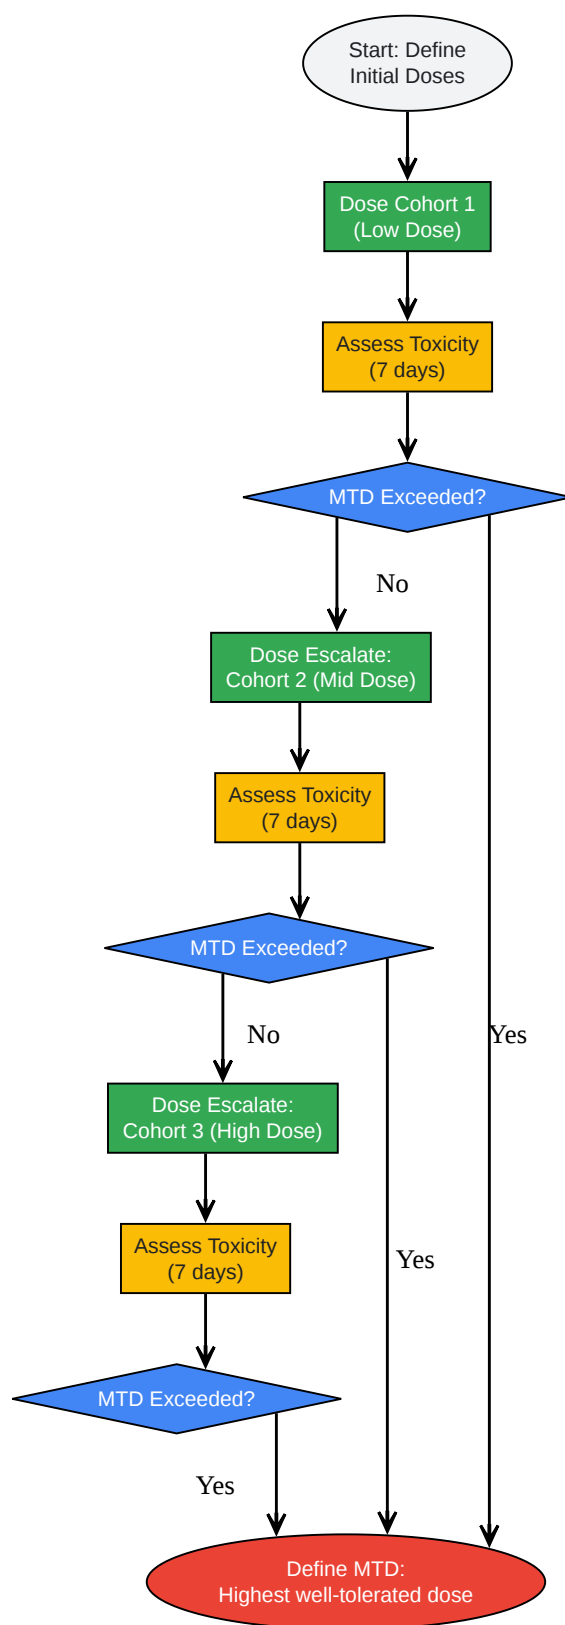 Start: Define
Initial Doses
Dose Cohort 1
(Low Dose)
Assess Toxicity
(7 days)
MTD Exceeded?
No
Dose Escalate:
Cohort 2 (Mid Dose)
Assess Toxicity
(7 days)
MTD Exceeded?
No
Yes
Dose Escalate:
Cohort 3 (High Dose)
Assess Toxicity
(7 days)
Yes
MTD Exceeded?
Yes
Define MTD:
Highest well-tolerated dose